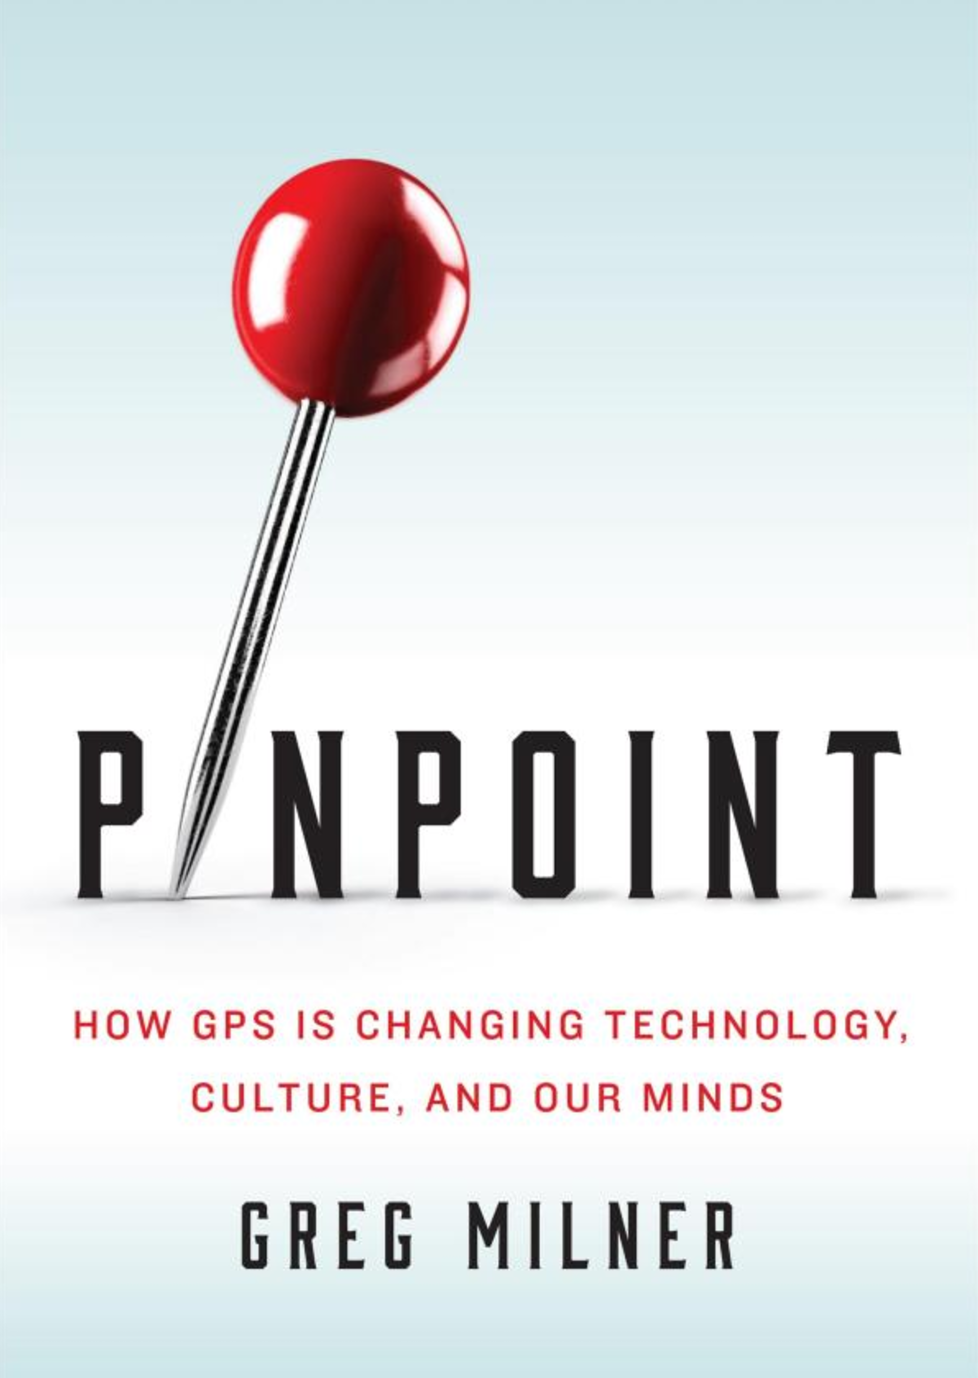 PINPOINT
HOW GPS IS CHANGING TECHNOLOGY,
CULTURE, AND OUR MINDS
GREG MILNER